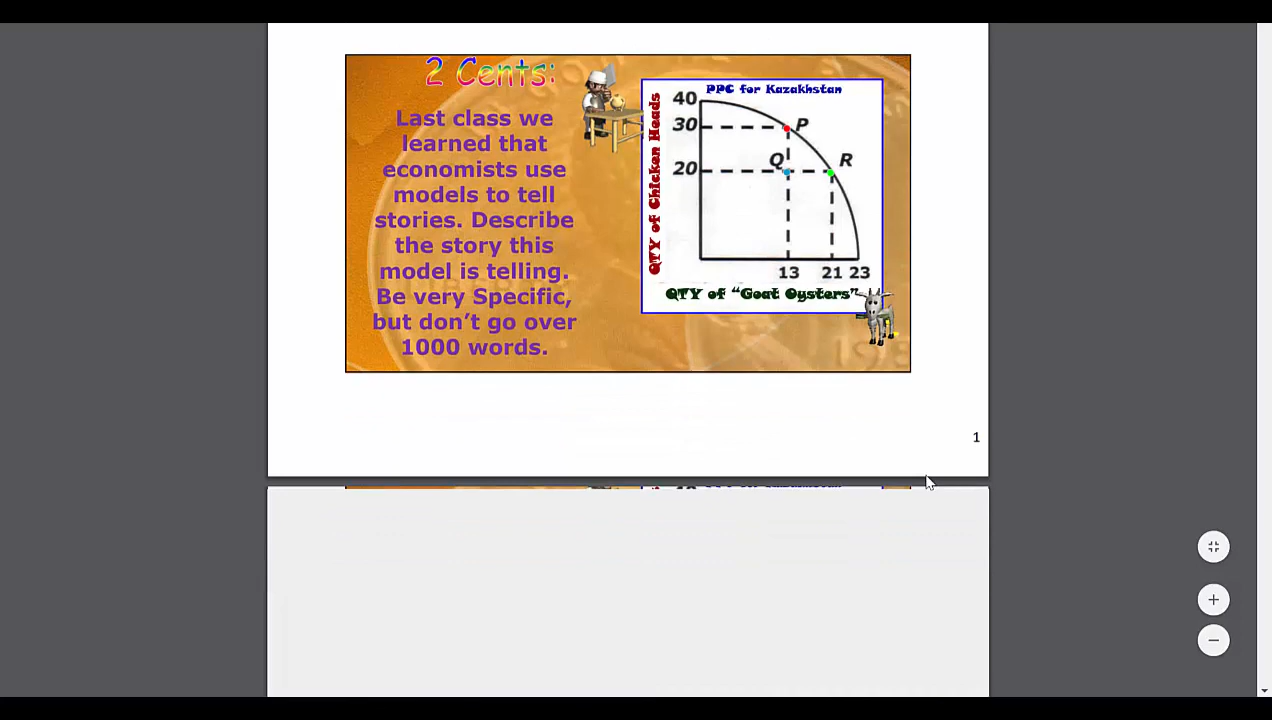 2 Cents:
Last class we
learned that
economists use
models to tell
stories. Describe
the story this
model is telling.
Be very Specific,
but don't go over
1000 words.
PPC for Kazakhstan
QTY of Chicken Heads
40
30
20
P
Q
R
13 21 23
QTY of “Goat Oysters”
1